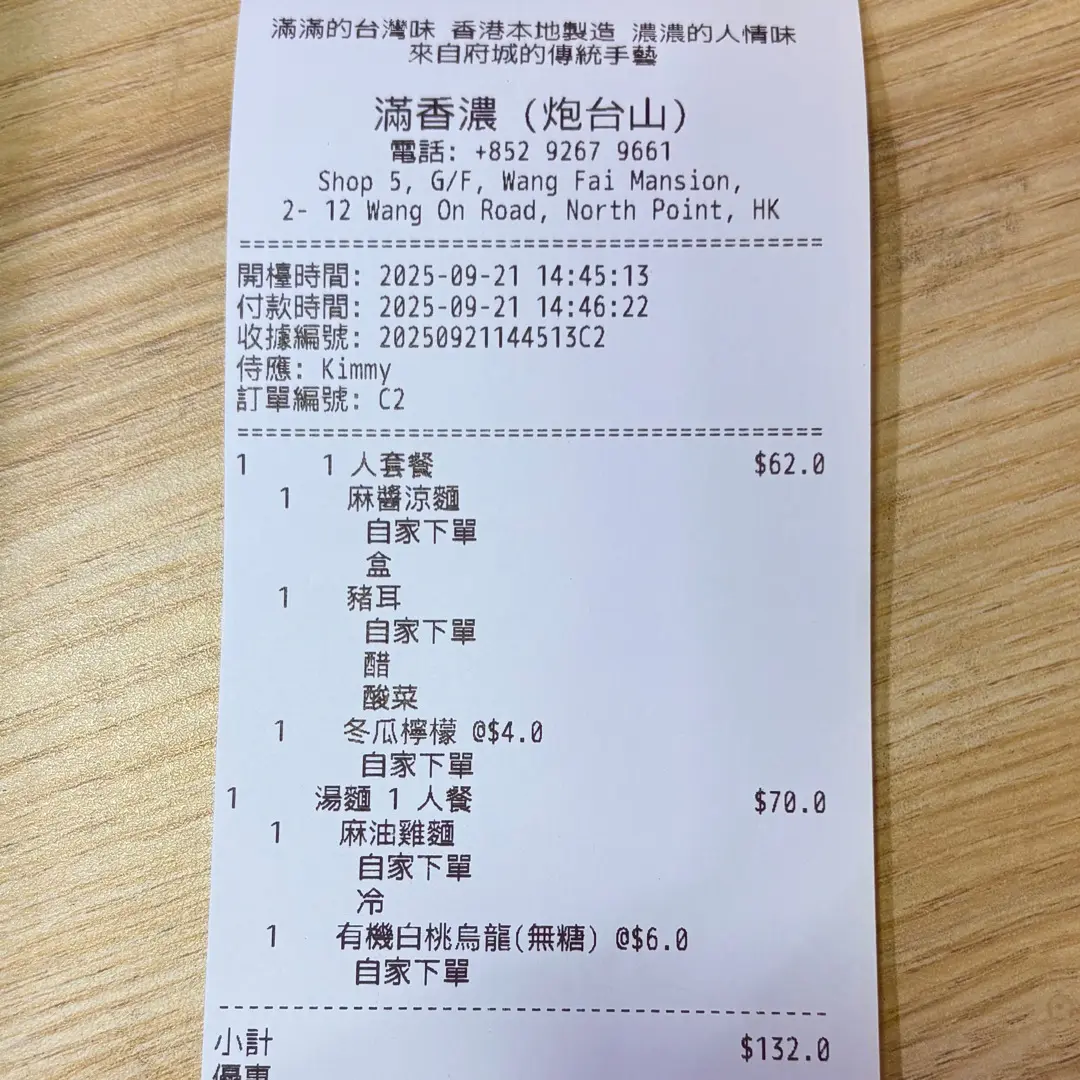 滿滿的台灣味 香港本地製造 濃濃的人情味
來自府城的傳統手藝
滿香濃 (炮台山)
電話: +852 9267 9661
Shop 5, G/F, Wang Fai Mansion,
2- 12 Wang On Road, North Point, HK
開檯時間: 2025-09-21 14:45:13
付款時間: 2025-09-21 14:46:22
收據編號: 20250921144513C2
侍應: Kimmy
訂單編號: C2
1 1 人套餐 $62.0
1 麻醬涼麵
自家下單
盒
1 豬耳
自家下單
醋
酸菜
1 冬瓜檸檬 @$4.0
自家下單
1 湯麵 1 人餐 $70.0
1 麻油雞麵
自家下單
冷
1 有機白桃烏龍(無糖) @$6.0
自家下單
小計 $132.0
優惠